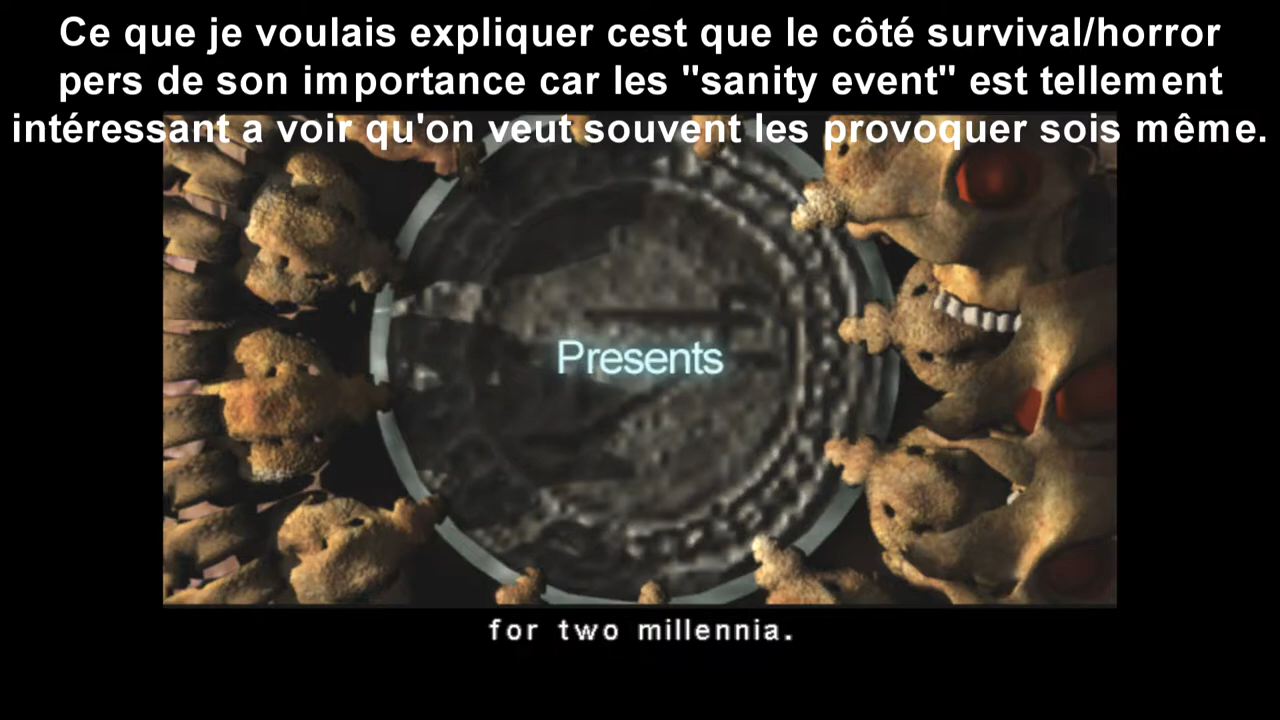 Ce que je voulais expliquer cest que le côté survival/horror
pers de son importance car les "sanity event" est tellement
intéressant a voir qu'on veut souvent les provoquer sois même.
Presents
for two millennia.